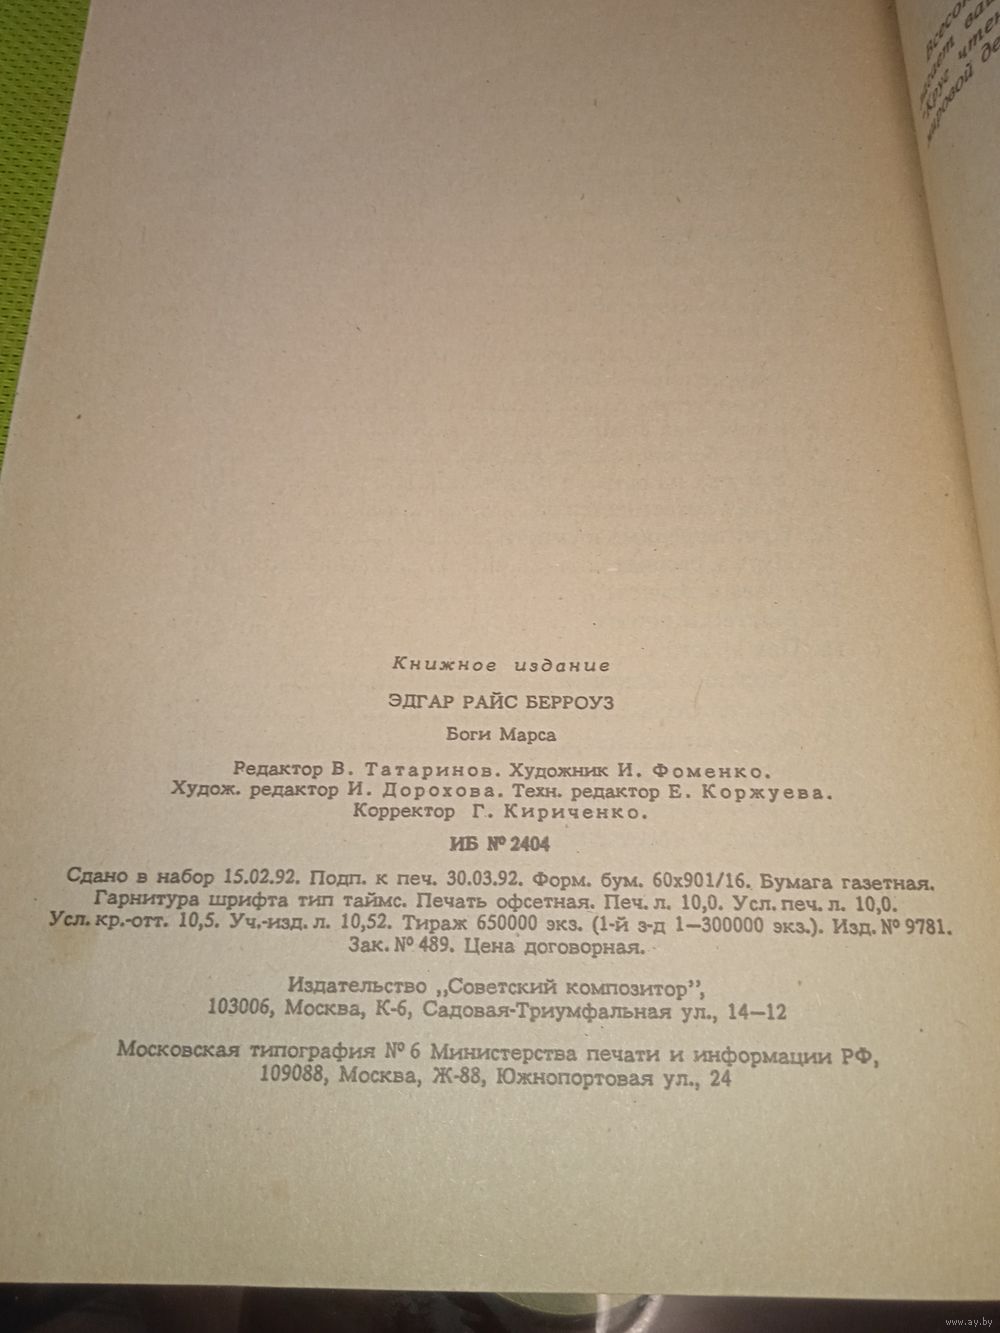 Книжное издание
ЭДГАР РАЙС БЕРРОУЗ
Боги Марса
Редактор В. Татаринов. Художник И. Фоменко.
Худож. редактор И. Дорохова. Техн. редактор Е. Коржуева.
Корректор Г. Кириченко.
ИБ № 2404
Сдано в набор 15.02.92. Подп. к печ. 30.03.92. Форм. бум. 60х901/16. Бумага газетная.
Гарнитура шрифта тип таймс. Печать офсетная. Печ. л. 10,0. Усл. печ. л. 10,0.
Усл. кр.-отт. 10,5. Уч.-изд. л. 10,52. Тираж 650000 экз. (1-й з-д 1—300000 экз.). Изд. № 9781.
Зак. № 489. Цена договорная.
Издательство „Советский композитор”,
103006, Москва, К-6, Садовая-Триумфальная ул., 14—12
Московская типография № 6 Министерства печати и информации РФ,
109088, Москва, Ж-88, Южнопортовая ул., 24
мировой
www.ay.by